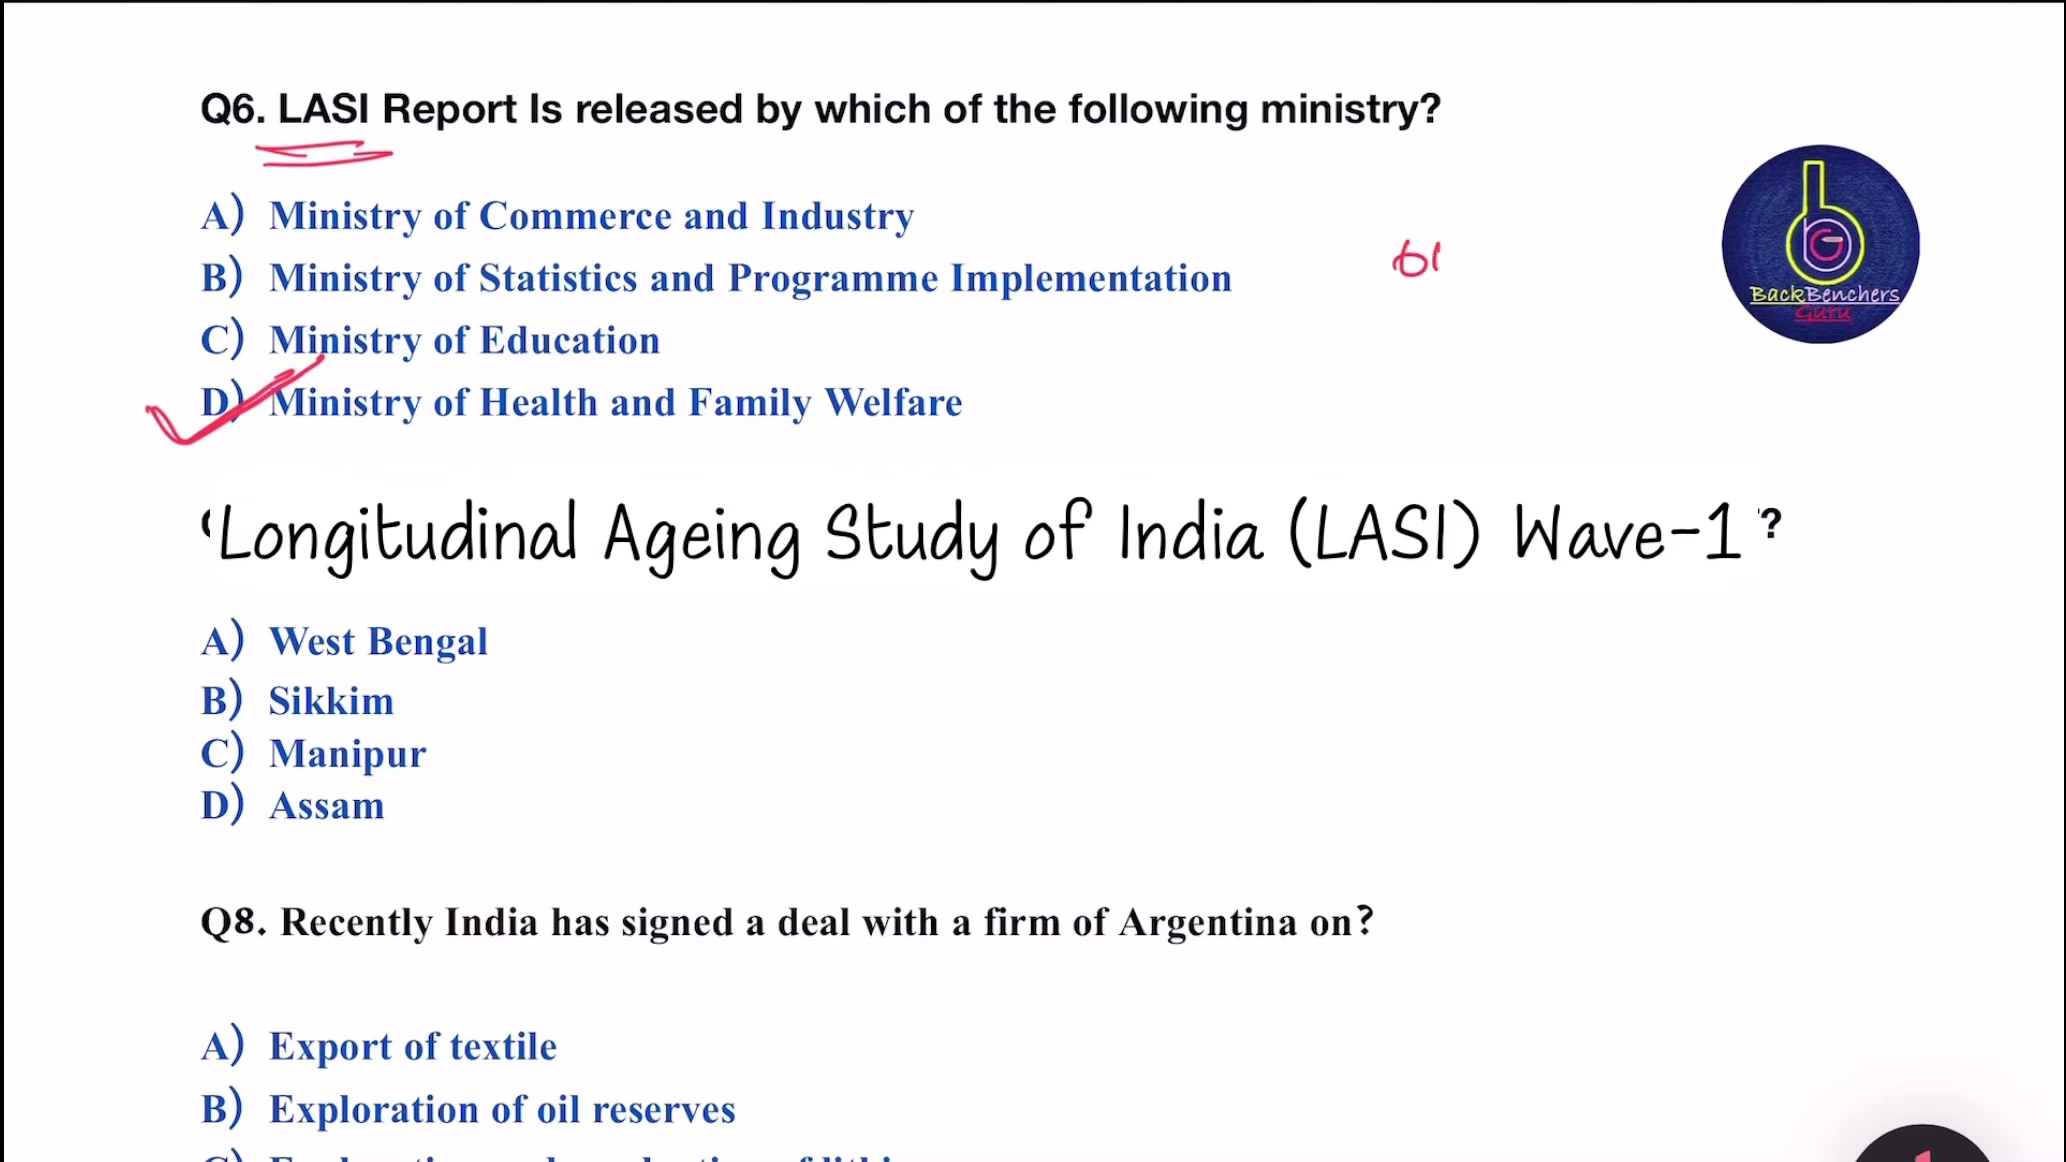 Q6. LASI Report Is released by which of the following ministry?
A) Ministry of Commerce and Industry
B) Ministry of Statistics and Programme Implementation
C) Ministry of Education
D) Ministry of Health and Family Welfare
BackBenchers
Guru
Longitudinal Ageing Study of India (LASI) Wave-1 ?
A) West Bengal
B) Sikkim
C) Manipur
D) Assam
Q8. Recently India has signed a deal with a firm of Argentina on?
A) Export of textile
B) Exploration of oil reserves